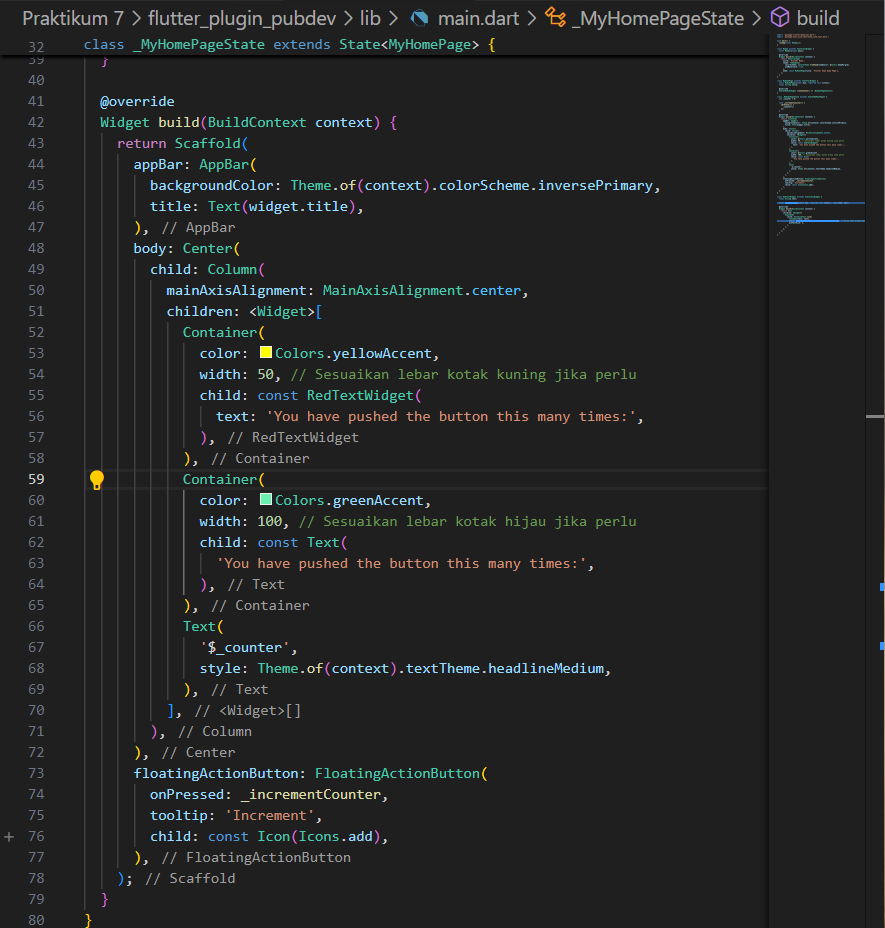 Praktikum 7 > flutter_plugin_pubdev > lib > main.dart > _MyHomePageState > build
32 class _MyHomePageState extends State<MyHomePage> {
39 }
40
41 @override
42 Widget build(BuildContext context) {
43 return Scaffold(
44 appBar: AppBar(
45 backgroundColor: Theme.of(context).colorScheme.inversePrimary,
46 title: Text(widget.title),
47 ), // AppBar
48 body: Center(
49 child: Column(
50 mainAxisAlignment: MainAxisAlignment.center,
51 children: <Widget>[
52 Container(
53 color: Colors.yellowAccent,
54 width: 50, // Sesuaikan lebar kotak kuning jika perlu
55 child: const RedTextWidget(
56 text: 'You have pushed the button this many times:',
57 ), // RedTextWidget
58 ), // Container
59 Container(
60 color: Colors.greenAccent,
61 width: 100, // Sesuaikan lebar kotak hijau jika perlu
62 child: const Text(
63 'You have pushed the button this many times:',
64 ), // Text
65 ), // Container
66 Text(
67 '$_counter',
68 style: Theme.of(context).textTheme.headlineMedium,
69 ), // Text
70 ], // <Widget>[]
71 ), // Column
72 ), // Center
73 floatingActionButton: FloatingActionButton(
74 onPressed: _incrementCounter,
75 tooltip: 'Increment',
76 child: const Icon(Icons.add),
77 ), // FloatingActionButton
78 ); // Scaffold
79 }
80 }